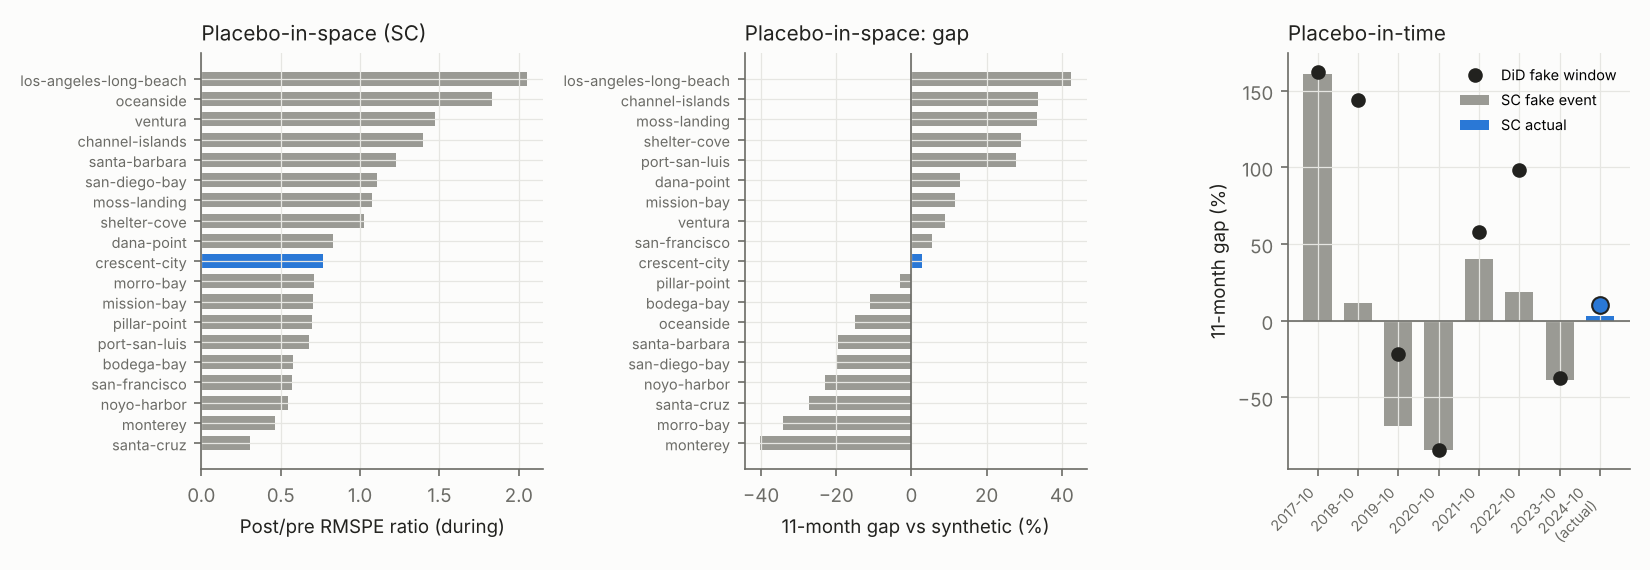 Placebo-in-space (SC)
los-angeles-long-beach
oceanside
ventura
channel-islands
santa-barbara
san-diego-bay
moss-landing
shelter-cove
dana-point
crescent-city
morro-bay
mission-bay
pillar-point
port-san-luis
bodega-bay
san-francisco
noyo-harbor
monterey
santa-cruz
0.0 0.5 1.0 1.5 2.0
Post/pre RMSPE ratio (during)
Placebo-in-space: gap
los-angeles-long-beach
channel-islands
moss-landing
shelter-cove
port-san-luis
dana-point
mission-bay
ventura
san-francisco
crescent-city
pillar-point
bodega-bay
oceanside
santa-barbara
san-diego-bay
noyo-harbor
santa-cruz
morro-bay
monterey
−40 −20 0 20 40
11-month gap vs synthetic (%)
Placebo-in-time
DiD fake window
SC fake event
SC actual
11-month gap (%)
150
100
50
0
−50
2017-10
2018-10
2019-10
2020-10
2021-10
2022-10
2023-10
2024-10
(actual)